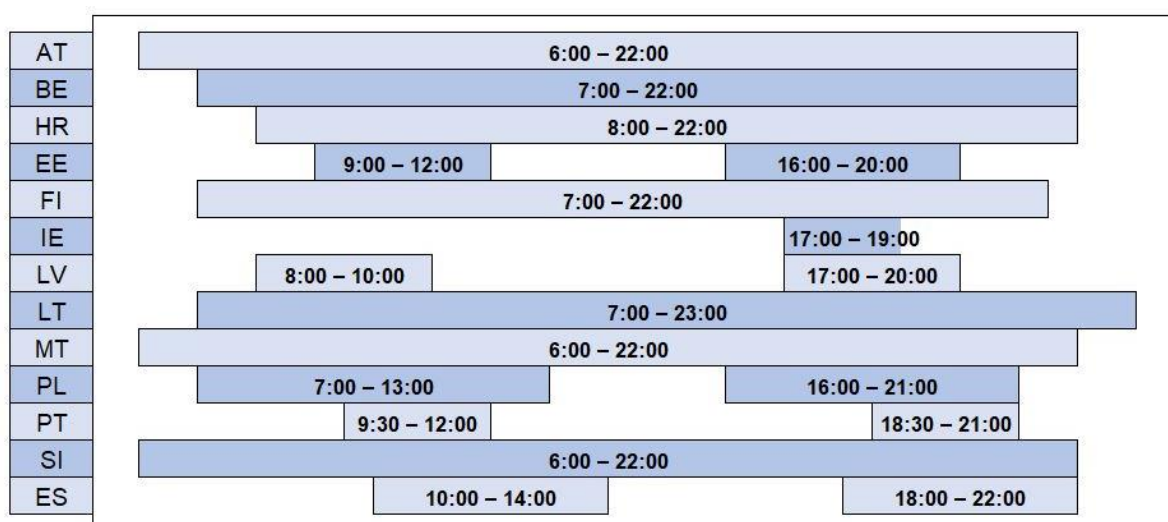 AT 6:00 – 22:00
BE 7:00 – 22:00
HR 8:00 – 22:00
EE 9:00 – 12:00 16:00 – 20:00
FI 7:00 – 22:00
IE 17:00 – 19:00
LV 8:00 – 10:00 17:00 – 20:00
LT 7:00 – 23:00
MT 6:00 – 22:00
PL 7:00 – 13:00 16:00 – 21:00
PT 9:30 – 12:00 18:30 – 21:00
SI 6:00 – 22:00
ES 10:00 – 14:00 18:00 – 22:00